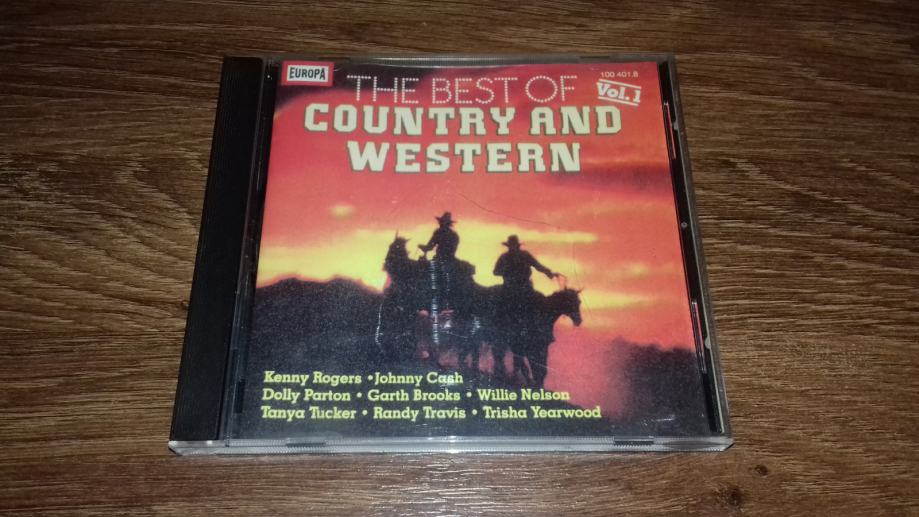 EUROPA
100 401.8
THE BEST OF
Vol. 1
COUNTRY AND
WESTERN
Kenny Rogers • Johnny Cash
Dolly Parton • Garth Brooks • Willie Nelson
Tanya Tucker • Randy Travis • Trisha Yearwood